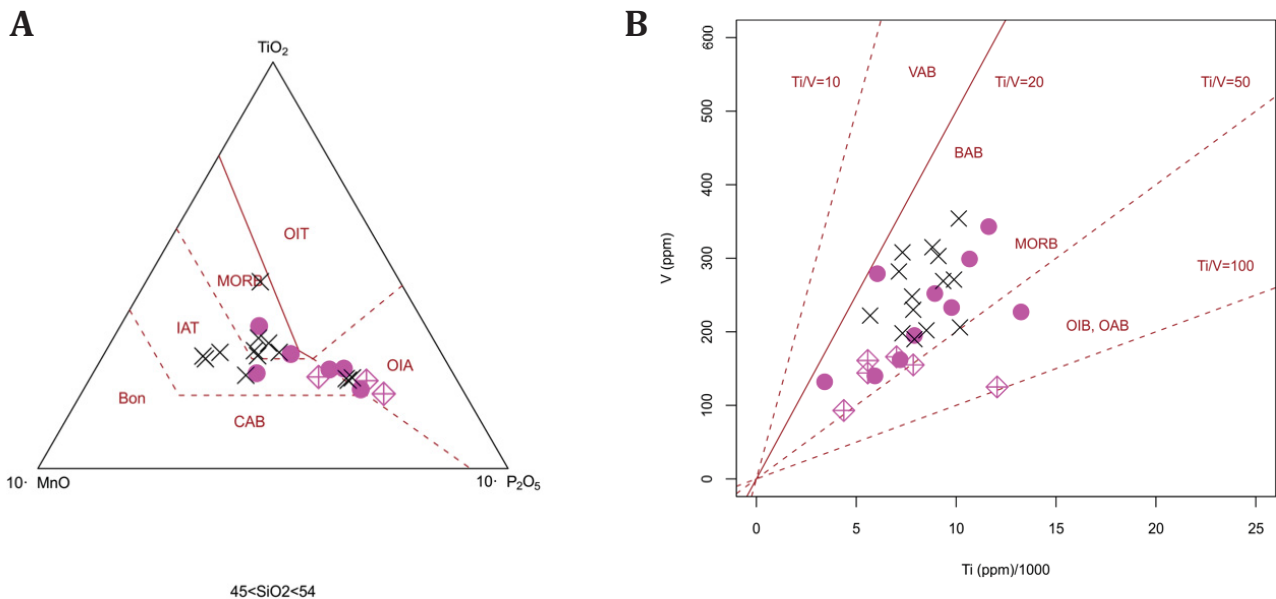 A
TiO2
OIT
MORB
IAT
OIA
Bon
CAB
10· MnO
10· P2O5
45<SiO2<54
B
600
500
400
300
200
100
0
V (ppm)
VAB
Ti/V=10
Ti/V=20
Ti/V=50
BAB
MORB
Ti/V=100
OIB, OAB
0 5 10 15 20 25
Ti (ppm)/1000